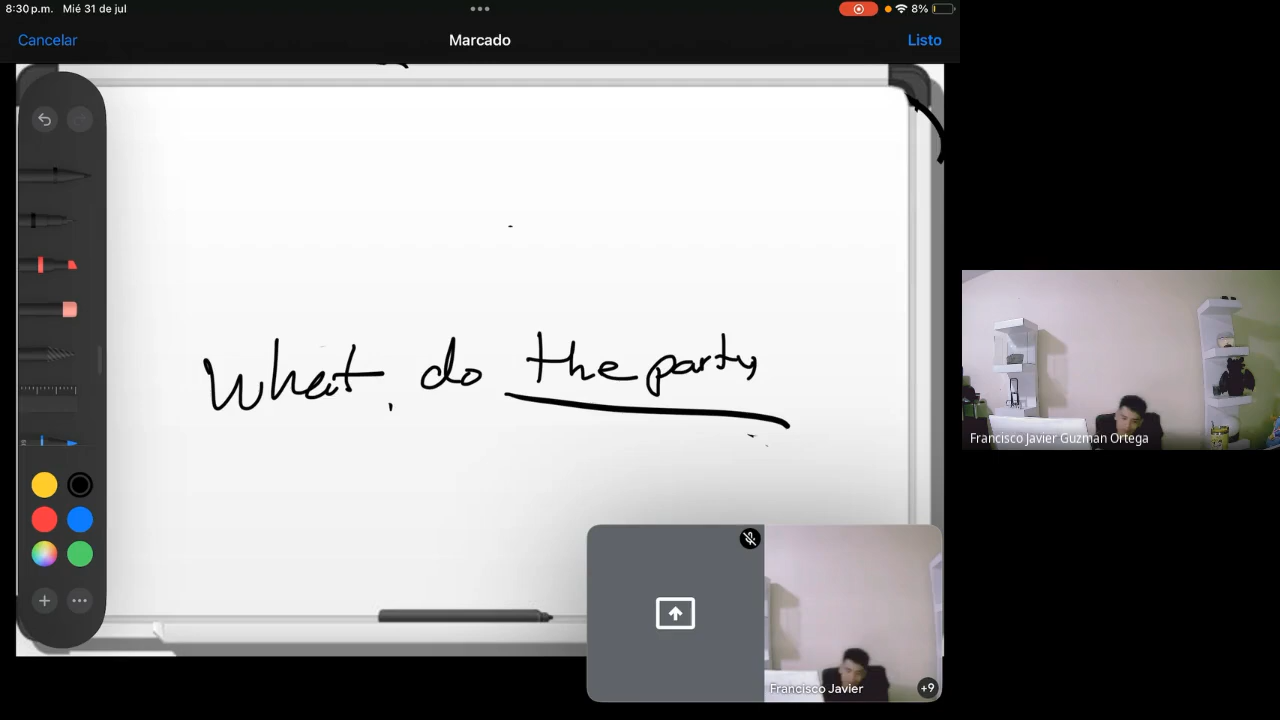 8:30 p.m. Mié 31 de jul
8%
Cancelar
Marcado
Listo
What do the party
Francisco Javier Guzman Ortega
Francisco Javier
+9